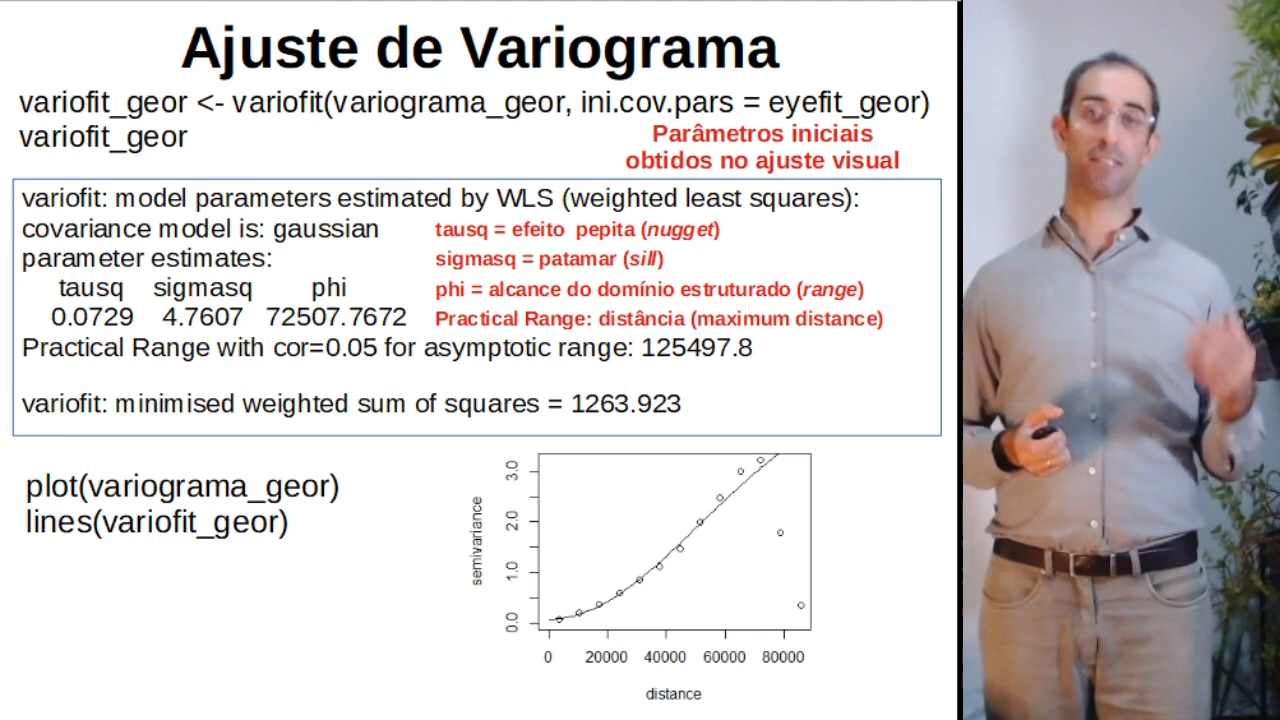 Ajuste de Variograma
variofit_geor <- variofit(variograma_geor, ini.cov.pars = eyefit_geor)
variofit_geor
Parâmetros iniciais
obtidos no ajuste visual
variofit: model parameters estimated by WLS (weighted least squares):
covariance model is: gaussian
tausq = efeito pepita (nugget)
parameter estimates:
sigmasq = patamar (sill)
tausq sigmasq phi
phi = alcance do domínio estruturado (range)
0.0729 4.7607 72507.7672
Practical Range: distância (maximum distance)
Practical Range with cor=0.05 for asymptotic range: 125497.8
variofit: minimised weighted sum of squares = 1263.923
plot(variograma_geor)
lines(variofit_geor)
semivariance
3.0
2.0
1.0
0.0
0 20000 40000 60000 80000
distance